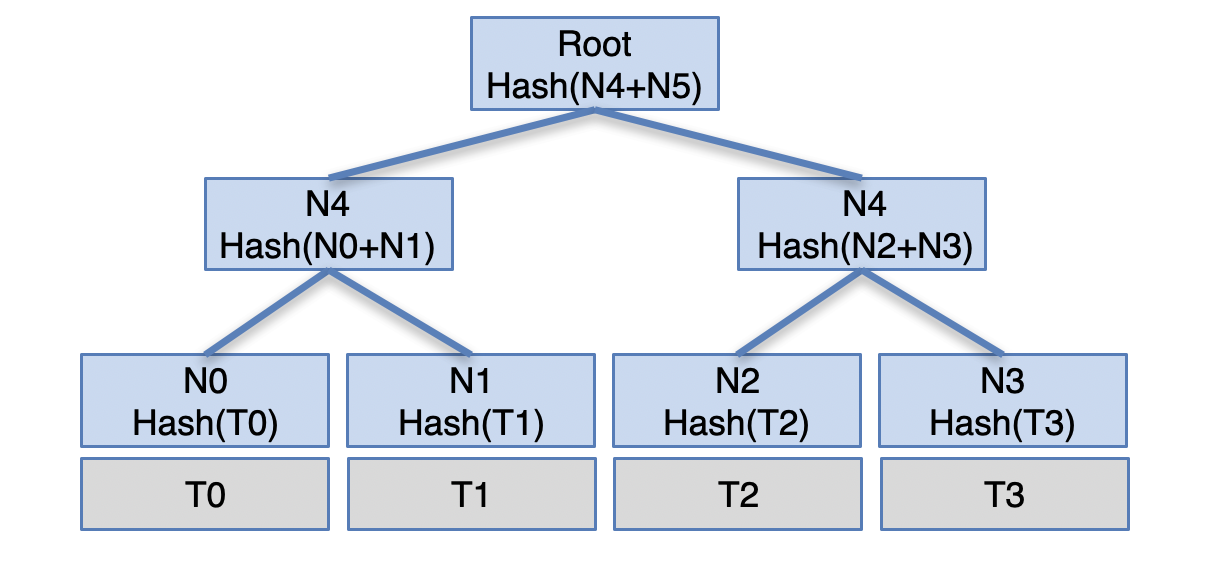 Root
Hash(N4+N5)
N4
Hash(N0+N1)
N4
Hash(N2+N3)
N0
Hash(T0)
N1
Hash(T1)
N2
Hash(T2)
N3
Hash(T3)
T0
T1
T2
T3